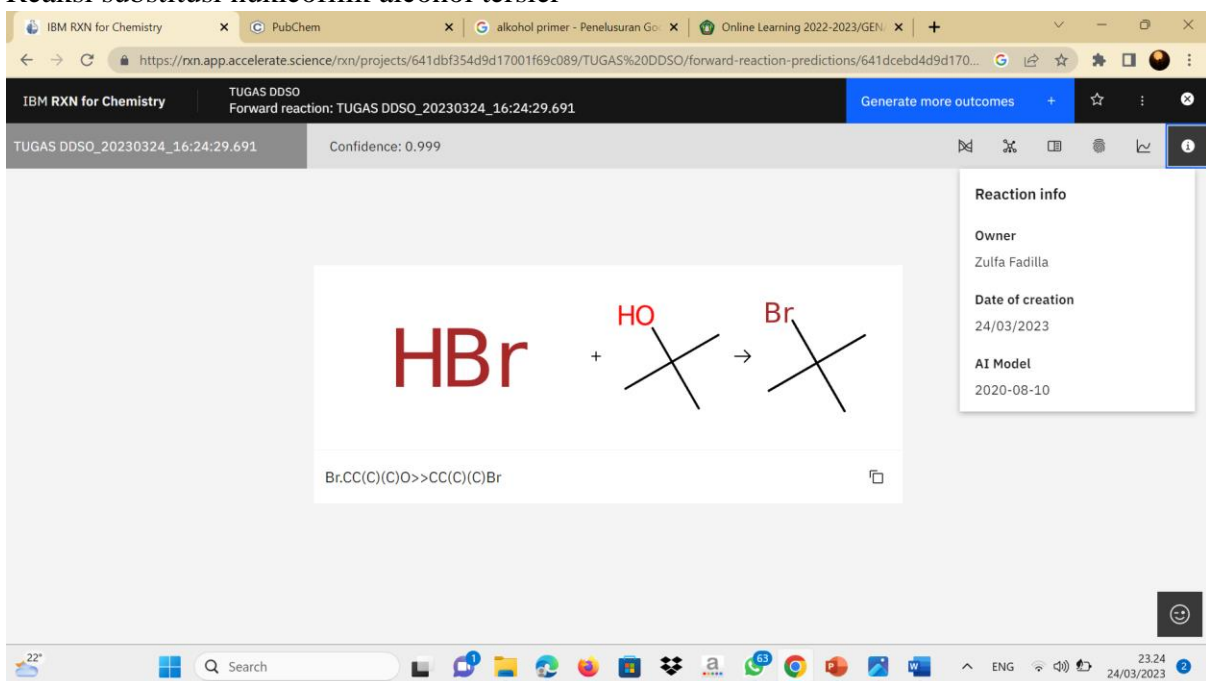 Reaksi substitusi nukleofilik alcohol tersier
IBM RXN for Chemistry
PubChem
alkohol primer - Penelusuran Go
Online Learning 2022-2023/GEN
https://rxn.app.accelerate.science/rxn/projects/641dbf354d9d17001f69c089/TUGAS%20DDSO/forward-reaction-predictions/641dcebd4d9d170...
IBM RXN for Chemistry
TUGAS DDSO
Forward reaction: TUGAS DDSO_20230324_16:24:29.691
Generate more outcomes +
TUGAS DDSO_20230324_16:24:29.691
Confidence: 0.999
Reaction info
Owner
Zulfa Fadilla
Date of creation
24/03/2023
AI Model
2020-08-10
HBr + HO → Br
Br.CC(C)(C)O>>CC(C)(C)Br
22°
Search
1
a
63
ENG
23.24
24/03/2023
2